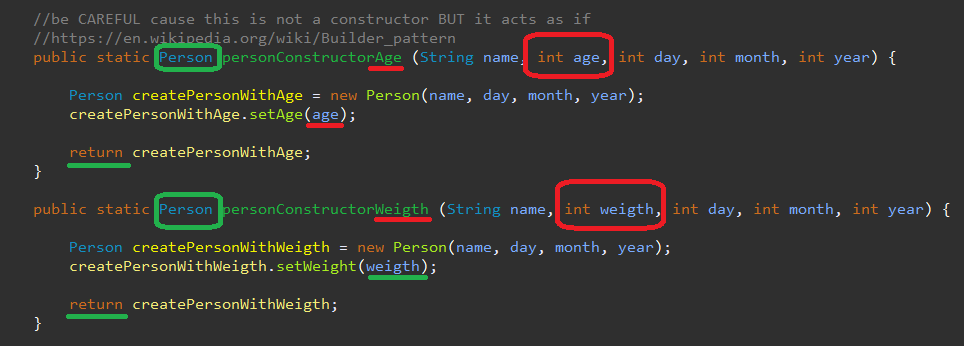 //be CAREFUL cause this is not a constructor BUT it acts as if
//https://en.wikipedia.org/wiki/Builder_pattern
public static Person personConstructorAge (String name, int age, int day, int month, int year) {
Person createPersonWithAge = new Person(name, day, month, year);
createPersonWithAge.setAge(age);
return createPersonWithAge;
}
public static Person personConstructorWeigth (String name, int weigth, int day, int month, int year) {
Person createPersonWithWeigth = new Person(name, day, month, year);
createPersonWithWeigth.setWeight(weigth);
return createPersonWithWeigth;
}